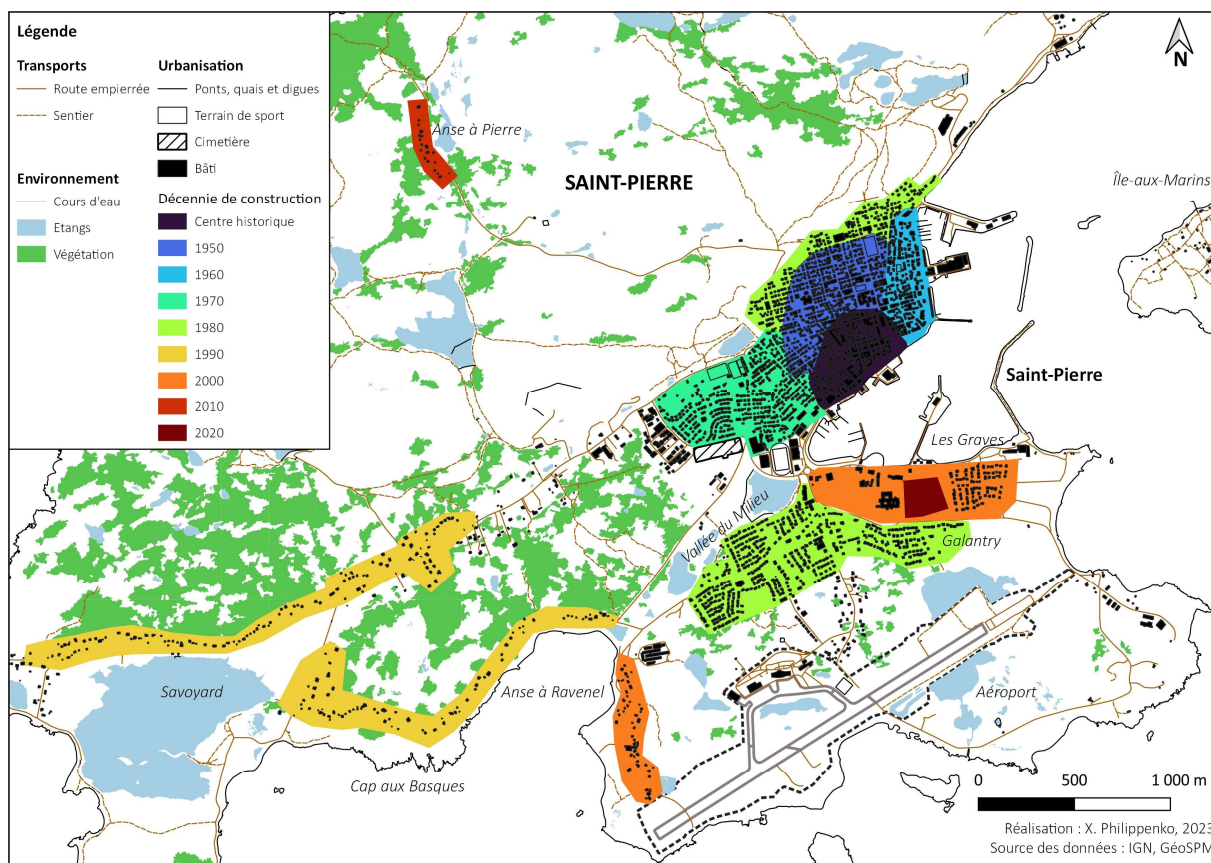 Légende
Transports
Route empierrée
Sentier
Environnement
Cours d'eau
Etangs
Végétation
Urbanisation
Ponts, quais et digues
Terrain de sport
Cimetière
Bâti
Décennie de construction
Centre historique
1950
1960
1970
1980
1990
2000
2010
2020
N
Anse à Pierre
SAINT-PIERRE
Île-aux-Marins
Saint-Pierre
Les Graves
Vallée du Milieu
Galantry
Savoyard
Anse à Ravenel
Aéroport
Cap aux Basques
0 500 1 000 m
Réalisation : X. Philippenko, 2023
Source des données : IGN, GéoSPM